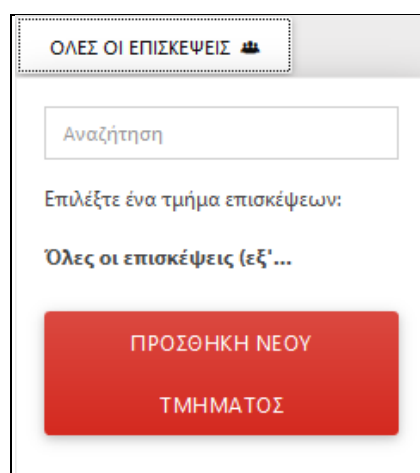 ΟΛΕΣ ΟΙ ΕΠΙΣΚΕΨΕΙΣ
Αναζήτηση
Επιλέξτε ένα τμήμα επισκέψεων:
Όλες οι επισκέψεις (εξ'...
ΠΡΟΣΘΗΚΗ ΝΕΟΥ
ΤΜΗΜΑΤΟΣ